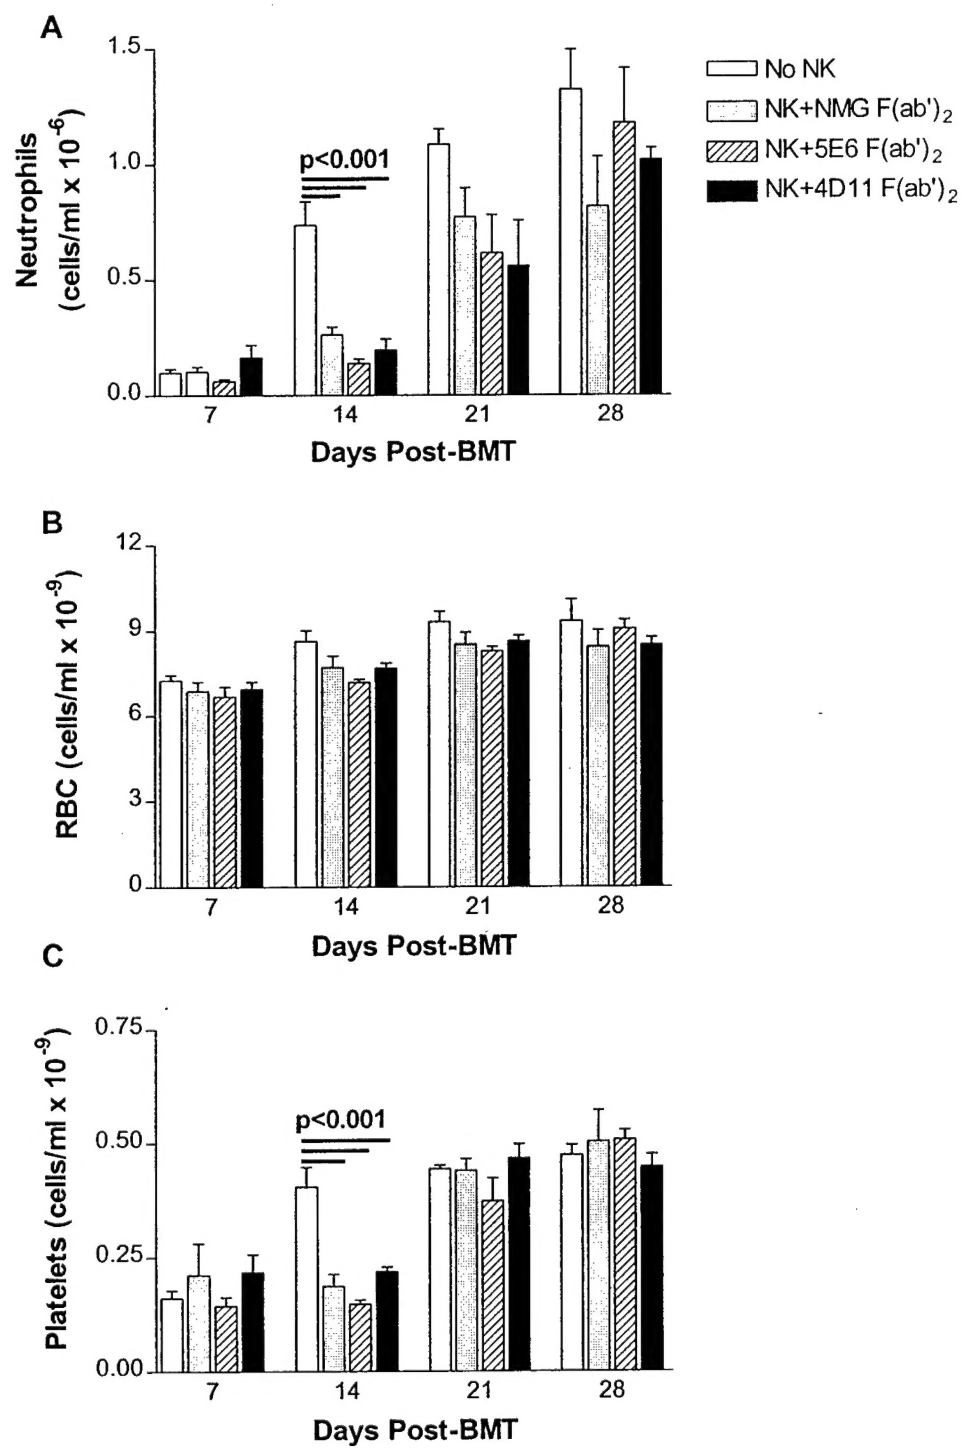 A
1.5
1.0
0.5
0.0
Neutrophils
(cells/ml x 10-6)
p<0.001
7 14 21 28
Days Post-BMT
No NK
NK+NMG F(ab')2
NK+5E6 F(ab')2
NK+4D11 F(ab')2
B
12
9
6
3
0
RBC (cells/ml x 10-9)
7 14 21 28
Days Post-BMT
C
0.75
0.50
0.25
0.00
Platelets (cells/ml x 10-9)
p<0.001
7 14 21 28
Days Post-BMT